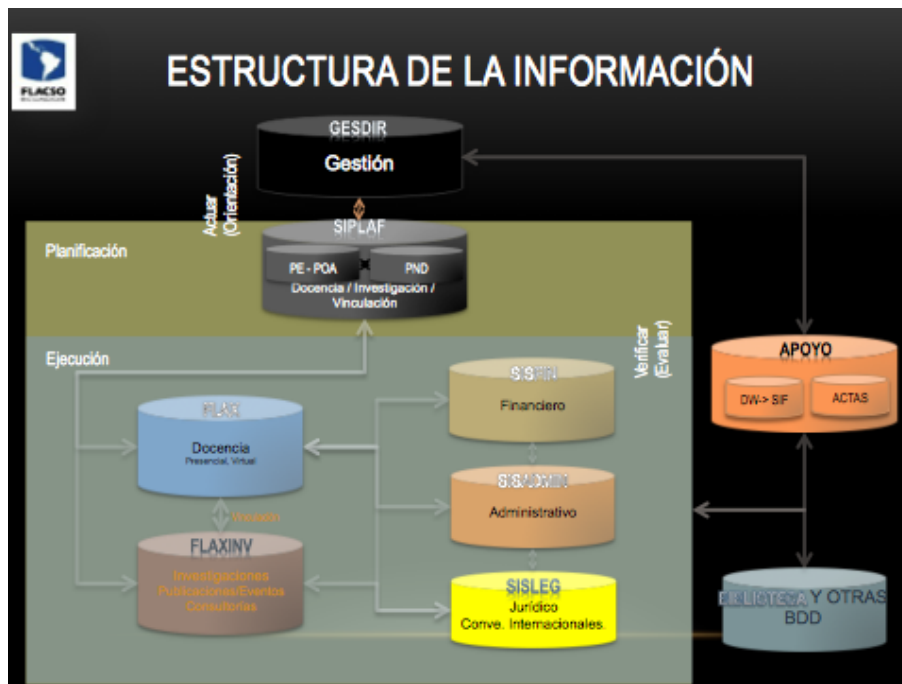 FLACSO
ESTRUCTURA DE LA INFORMACIÓN
GESDIR
Gestión
Actuar
(Orientación)
SIPLAF
Planificación
PE - POA
PND
Docencia / Investigación /
Vinculación
Ejecución
Verificar
(Evaluar)
APOYO
DW-> SIF
ACTAS
Financiero
Docencia
Presencial, Virtual
SISADMIN
Administrativo
Vinculación
FLAXINV
Investigaciones
Publicaciones/Eventos
Consultorías
SISLEG
Jurídico
Conve. Internacionales.
BIBLIOTECA Y OTRAS
BDD